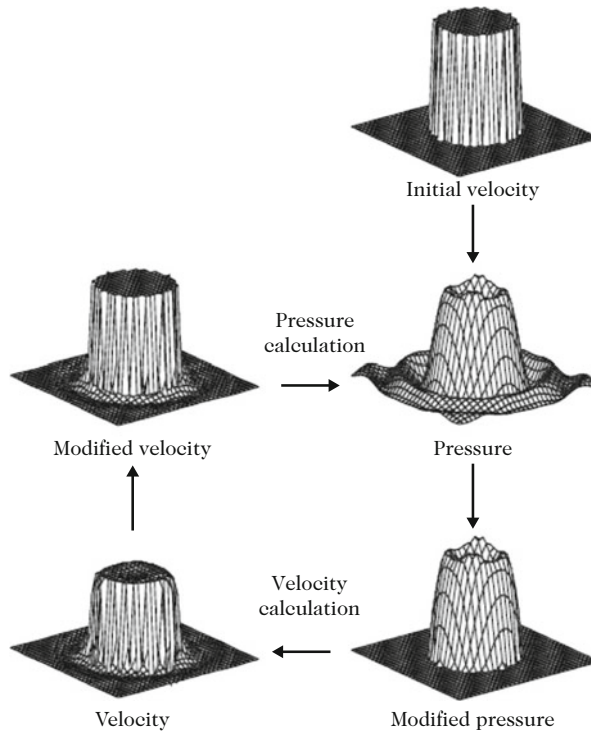 Initial velocity
Pressure
calculation
Modified velocity
Pressure
Velocity
calculation
Velocity
Modified pressure